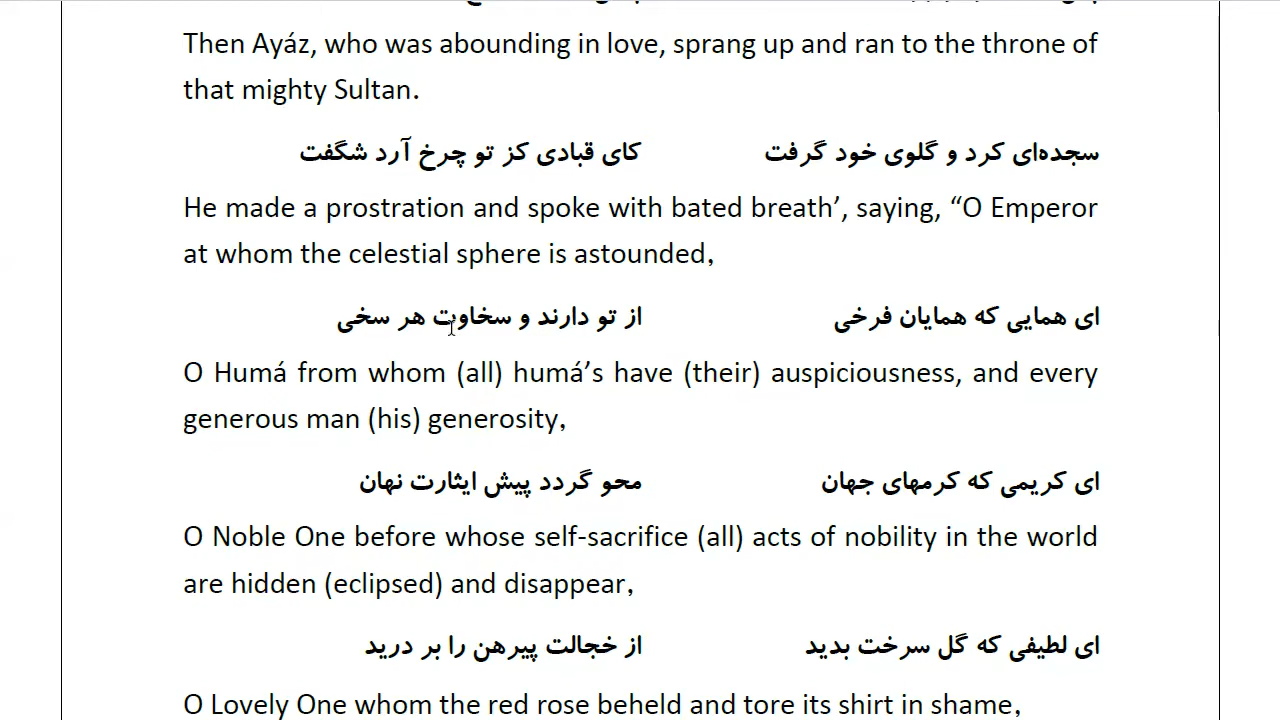 Then Ayáz, who was abounding in love, sprang up and ran to the throne of
that mighty Sultan.
سجده‌ای کرد و گلوی خود گرفت کای قبادی کز تو چرخ آرد شگفت
He made a prostration and spoke with bated breath’, saying, “O Emperor
at whom the celestial sphere is astounded,
ای همایی که همایان فرخی از تو دارند و سخاوت هر سخی
O Humá from whom (all) humá’s have (their) auspiciousness, and every
generous man (his) generosity,
ای کریمی که کرمهای جهان محو گردد پیش ایثارت نهان
O Noble One before whose self-sacrifice (all) acts of nobility in the world
are hidden (eclipsed) and disappear,
ای لطیفی که گل سرخت بدید از خجالت پیرهن را بر درید
O Lovely One whom the red rose beheld and tore its shirt in shame,